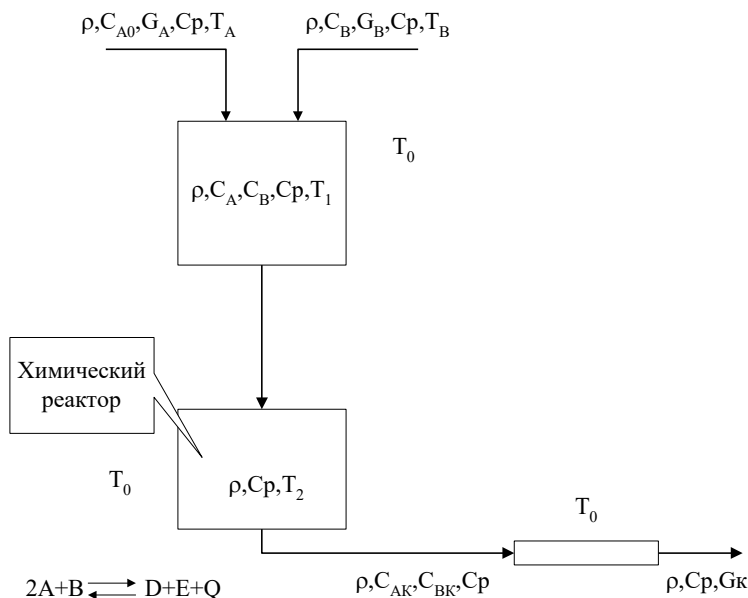 ρ,C_A0,G_A,Cp,T_A
ρ,C_B,G_B,Cp,T_B
T_0
ρ,C_A,C_B,Cp,T_1
Химический
реактор
T_0
ρ,Cp,T_2
T_0
2A+B ⇄ D+E+Q
ρ,C_AK,C_BK,Cp
ρ,Cp,Gк